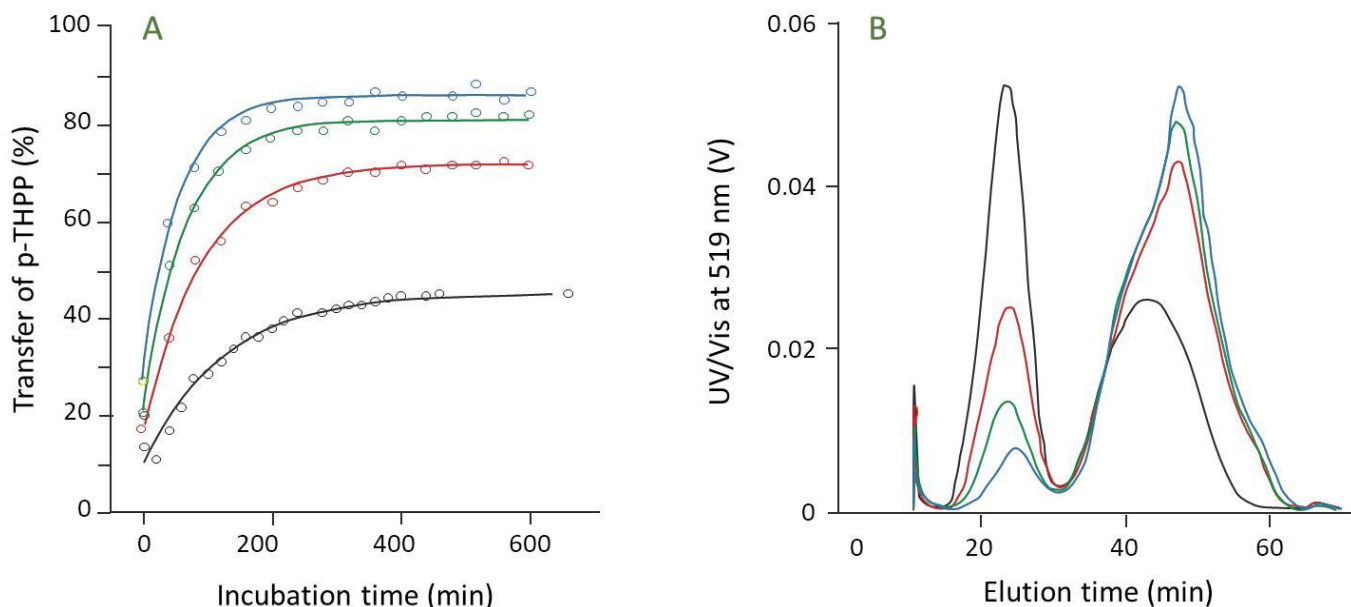 A
Transfer of p-THPP (%)
100
80
60
40
20
0
0 200 400 600
Incubation time (min)
B
UV/Vis at 519 nm (V)
0.06
0.04
0.02
0
0 20 40 60
Elution time (min)